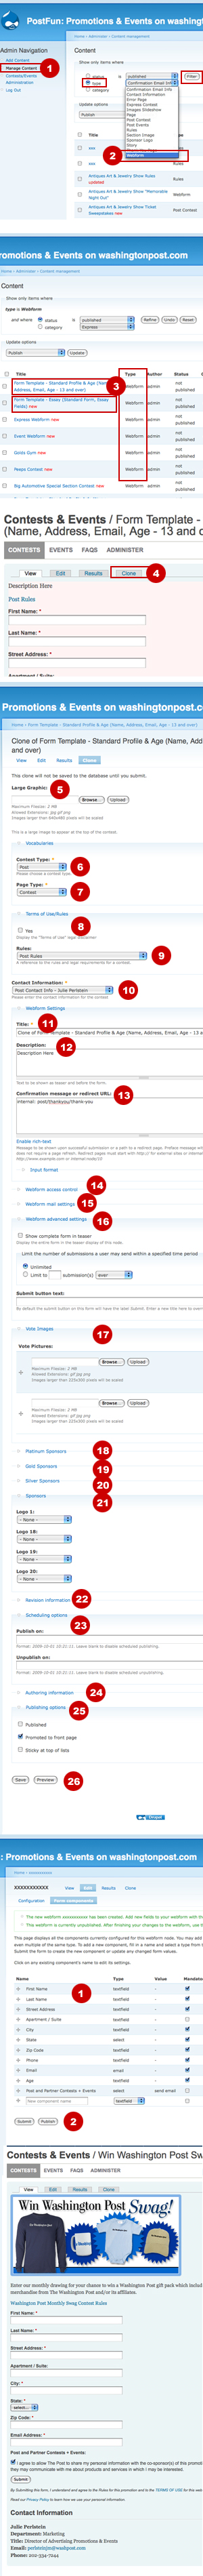 PostFun: Promotions & Events on washingt
Home › Administer › Content management
Admin Navigation
Content
Add Content
Manage Content
Contests/Events
Administration
Log Out
Show only items where
status
is
published
type
Confirmation Email Info
Filter
category
Confirmation Email Info
Contact Information
Error Page
Express Contest
Images Slideshow
Page
Post Contest
Post Events
Rules
Section Image
Sponsor Logo
Story
Webform
Update options
Publish
Title
xxx
xxx
Rules
Antiques Art & Jewelry Show Rules
updated
Rules
Antiques Art & Jewelry Show "Memorable
Night Out"
Webform
Antiques Art & Jewelry Show Ticket
Sweepstakes new
Post Contest
1
2
romotions & Events on washingtonpost.com
Home › Administer › Content management
Content
Show only items where
type is Webform
and where
status
is
published
Refine
Undo
Reset
category
Express
Update options
Publish
Update
Title
Type
Author
Status
Form Template - Standard Profile & Age (Name,
Address, Email, Age - 13 and over)
Webform
admin
not
published
Form Template - Essay (Standard Form, Essay
Fields) new
Webform
admin
not
published
Express Webform new
Webform
admin
not
published
Event Webform new
Webform
admin
not
published
Golds Gym new
Webform
admin
not
published
Neepo Contest new
Webform
admin
not
published
Big Automotive Special Section Contest new
Webform
admin
not
3
Contests & Events / Form Template -
(Name, Address, Email, Age - 13 and o
CONTESTS
EVENTS
FAQS
ADMINISTER
View
Edit
Results
Clone
4
Description Here
Post Rules
First Name: *
Last Name: *
Street Address: *
Apartment / Suite:
Promotions & Events on washingtonpost.co
Home › Form Template - Standard Profile & Age (Name, Address, Email, Age - 13 and over)
Clone of Form Template - Standard Profile & Age (Name, Add
and over)
View
Edit
Results
Clone
This clone will not be saved to the database until you submit.
Large Graphic:
5
Browse...
Upload
Maximum Filesize: 2 MB
Allowed Extensions: jpg gif png
Images larger than 640x480 pixels will be scaled
This is a large image to appear at the top of the contest.
Vocabularies
Contest Type: *
Post
6
Please choose a contest type.
Page Type: *
Contest
7
Terms of Use/Rules
8
Yes
Display the "Terms of Use" legal disclaimer.
Rules:
Post Rules
9
A reference to the rules and legal requirements for a contest.
Contact Information: *
Post Contact Info - Julie Perlstein
10
Please enter the contact information for the contest
Webform Settings
Title: *
11
Clone of Form Template - Standard Profile & Age (Name, Address, Email, Age - 13 a
Description:
12
Description Here
Text to be shown as teaser and before the form.
Confirmation message or redirect URL:
13
internal: post/thankyou/thank-you
Enable rich-text
Message to be shown upon successful submission or a path to a redirect page. Preface message wit
does not require a page redirect. Redirect pages must start with http:// for external sites or internal:
Input format
Webform access control
14
Webform mail settings
15
Webform advanced settings
16
Show complete form in teaser
Display the entire form in the teaser display of this node.
Limit the number of submissions a user may send within a specified time period
Unlimited
Limit to
submission(s)
ever
Submit button text:
By default the submit button on this form will have the label Submit. Enter a new title here to over
Vote Images
17
Vote Pictures:
Browse...
Upload
Maximum Filesize: 2 MB
Allowed Extensions: gif jpg png
Images larger than 225x300 pixels will be scaled
Browse...
Upload
Maximum Filesize: 2 MB
Allowed Extensions: gif jpg png
Images larger than 225x300 pixels will be scaled
Platinum Sponsors
18
Gold Sponsors
19
Silver Sponsors
20
Sponsors
21
Logo 1:
- None -
Logo 18:
- None -
Logo 19:
- None -
Logo 20:
- None -
Revision information
22
Scheduling options
23
Publish on:
Format: 2009-10-01 10:21:11. Leave blank to disable scheduled publishing.
Unpublish on:
Format: 2009-10-01 10:21:11. Leave blank to disable scheduled unpublishing.
Authoring information
24
Publishing options
25
Published
Promoted to front page
Sticky at top of lists
Save
Preview
26
Drupal
: Promotions & Events on washingtonpost.com
Home › xxxxxxxxxxx
XXXXXXXXXXX
View
Edit
Results
Clone
Configuration
Form components
The new webform xxxxxxxxxxx has been created. Add new fields to your webform with th
This webform is currently unpublished. After finishing your changes to the webform, use t
This page displays all the components currently configured for this webform node. You may add
even multiple of the same type. To add a new component, fill in a name and select a type from t
Submit the form to create the new component or update any changed form values.
Click on any existing component's name to edit its settings.
1
Name
Type
Value
Mandato
First Name
textfield
-
Last Name
textfield
-
Street Address
textfield
-
Apartment / Suite
textfield
-
City
textfield
-
State
select
-
Zip Code
textfield
-
Phone
textfield
-
Email
email
-
Age
textfield
-
Post and Partner Contests + Events
select
send email
New component name
textfield
Submit
Publish
2
Contests & Events / Win Washington Post Sw
CONTESTS
EVENTS
FAQS
ADMINISTER
View
Edit
Results
Clone
Win Washington Post Swag!
Enter our monthly drawing for your chance to win a Washington Post gift pack which includ
merchandise from The Washington Post and/or its affiliates.
Washington Post Monthly Swag Contest Rules
First Name: *
Last Name: *
Street Address: *
Apartment / Suite:
City: *
State: *
select...
Zip Code: *
Email Address: *
Post and Partner Contests + Events:
I agree to allow The Post to share my personal information with the co-sponsor(s) of this promoti
they may communicate with me about products and services in which I may be interested.
Submit
By Submitting this form, I understand and agree to the Rules for this promotion and to the TERMS OF USE for this web
Read our Privacy Policy to learn how we use your personal information.
Contact Information
Julie Perlstein
Department: Marketing
Title: Director of Advertising Promotions & Events
Email: perlsteinjm@washpost.com
Phone: 202-334-7244